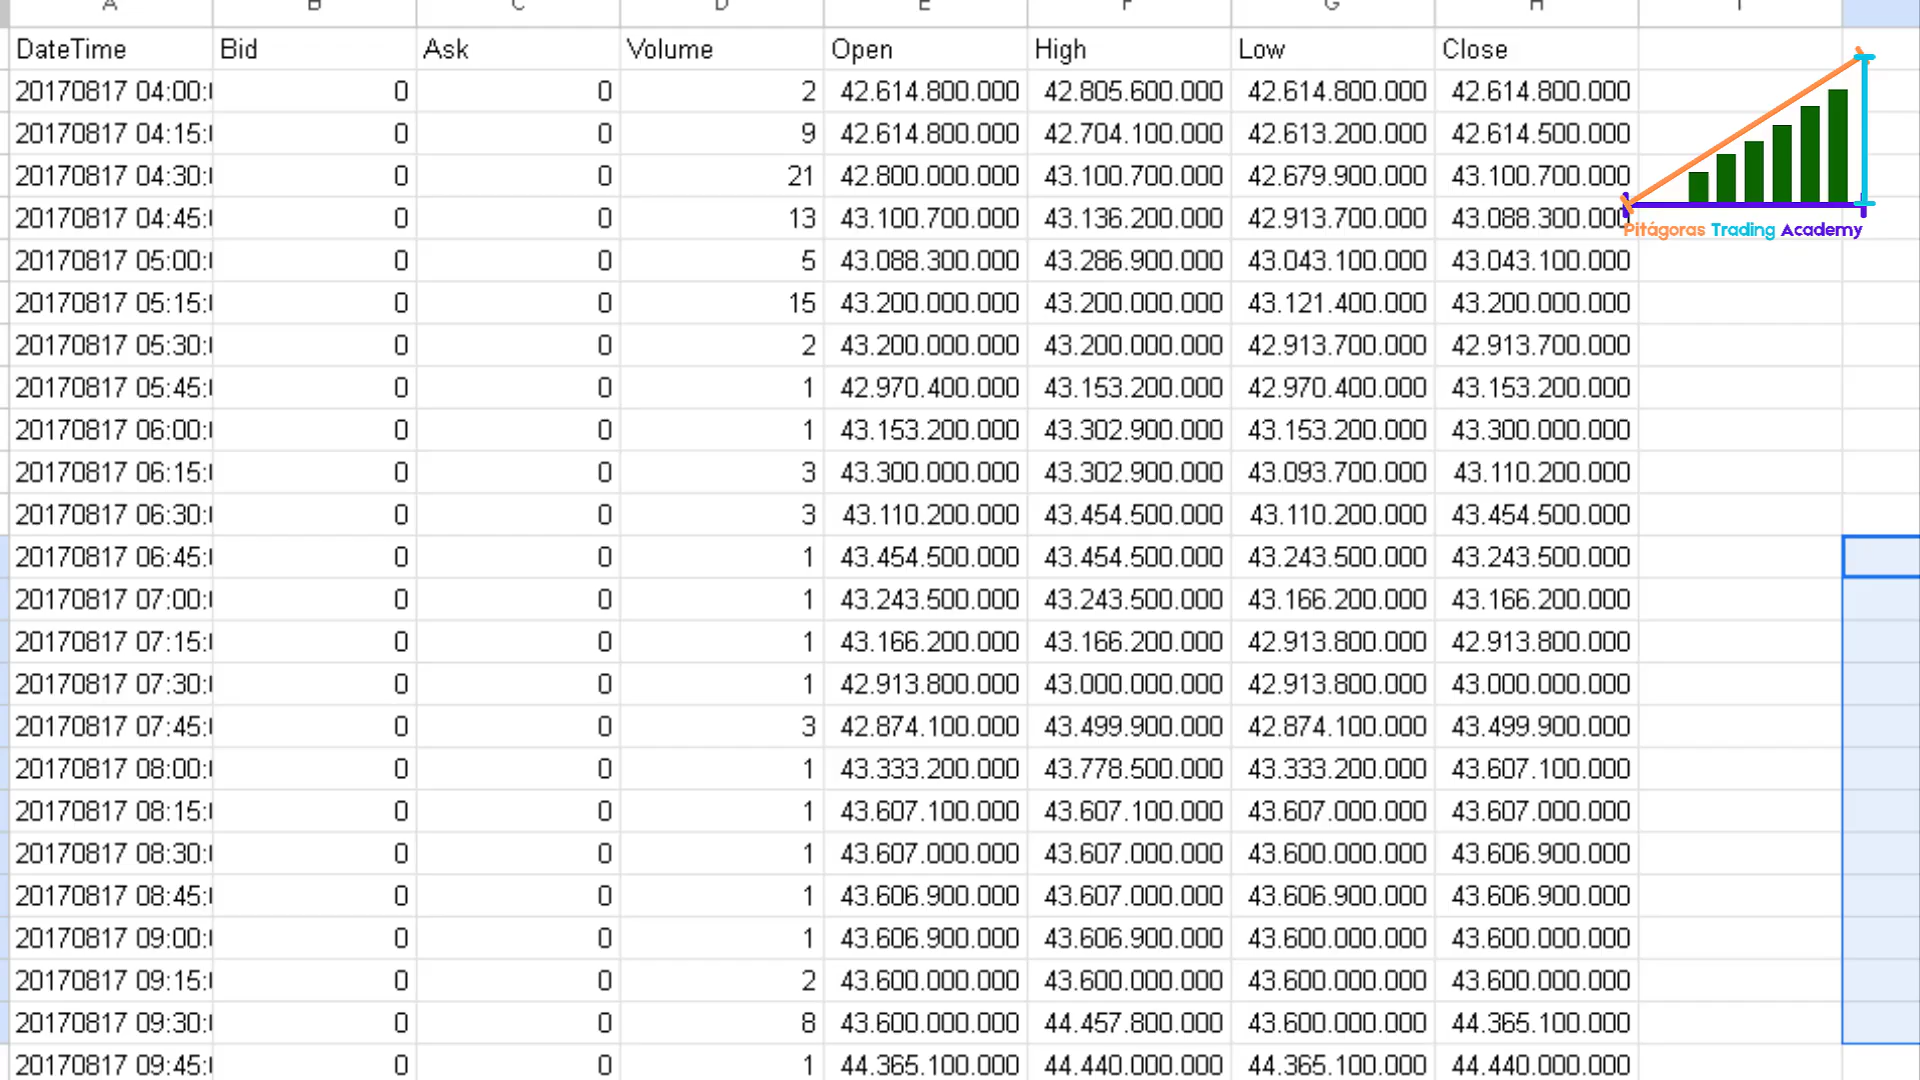 A B C D E F G H I
DateTime Bid Ask Volume Open High Low Close
20170817 04:00: 0 0 2 42.614.800.000 42.805.600.000 42.614.800.000 42.614.800.000
20170817 04:15: 0 0 9 42.614.800.000 42.704.100.000 42.613.200.000 42.614.500.000
20170817 04:30: 0 0 21 42.800.000.000 43.100.700.000 42.679.900.000 43.100.700.000
20170817 04:45: 0 0 13 43.100.700.000 43.136.200.000 42.913.700.000 43.088.300.000
Pitágoras Trading Academy
20170817 05:00: 0 0 5 43.088.300.000 43.286.900.000 43.043.100.000 43.043.100.000
20170817 05:15: 0 0 15 43.200.000.000 43.200.000.000 43.121.400.000 43.200.000.000
20170817 05:30: 0 0 2 43.200.000.000 43.200.000.000 42.913.700.000 42.913.700.000
20170817 05:45: 0 0 1 42.970.400.000 43.153.200.000 42.970.400.000 43.153.200.000
20170817 06:00: 0 0 1 43.153.200.000 43.302.900.000 43.153.200.000 43.300.000.000
20170817 06:15: 0 0 3 43.300.000.000 43.302.900.000 43.093.700.000 43.110.200.000
20170817 06:30: 0 0 3 43.110.200.000 43.454.500.000 43.110.200.000 43.454.500.000
20170817 06:45: 0 0 1 43.454.500.000 43.454.500.000 43.243.500.000 43.243.500.000
20170817 07:00: 0 0 1 43.243.500.000 43.243.500.000 43.166.200.000 43.166.200.000
20170817 07:15: 0 0 1 43.166.200.000 43.166.200.000 42.913.800.000 42.913.800.000
20170817 07:30: 0 0 1 42.913.800.000 43.000.000.000 42.913.800.000 43.000.000.000
20170817 07:45: 0 0 3 42.874.100.000 43.499.900.000 42.874.100.000 43.499.900.000
20170817 08:00: 0 0 1 43.333.200.000 43.778.500.000 43.333.200.000 43.607.100.000
20170817 08:15: 0 0 1 43.607.100.000 43.607.100.000 43.607.000.000 43.607.000.000
20170817 08:30: 0 0 1 43.607.000.000 43.607.000.000 43.600.000.000 43.606.900.000
20170817 08:45: 0 0 1 43.606.900.000 43.607.000.000 43.606.900.000 43.606.900.000
20170817 09:00: 0 0 1 43.606.900.000 43.606.900.000 43.600.000.000 43.600.000.000
20170817 09:15: 0 0 2 43.600.000.000 43.600.000.000 43.600.000.000 43.600.000.000
20170817 09:30: 0 0 8 43.600.000.000 44.457.800.000 43.600.000.000 44.365.100.000
20170817 09:45: 0 0 1 44.365.100.000 44.440.000.000 44.365.100.000 44.440.000.000